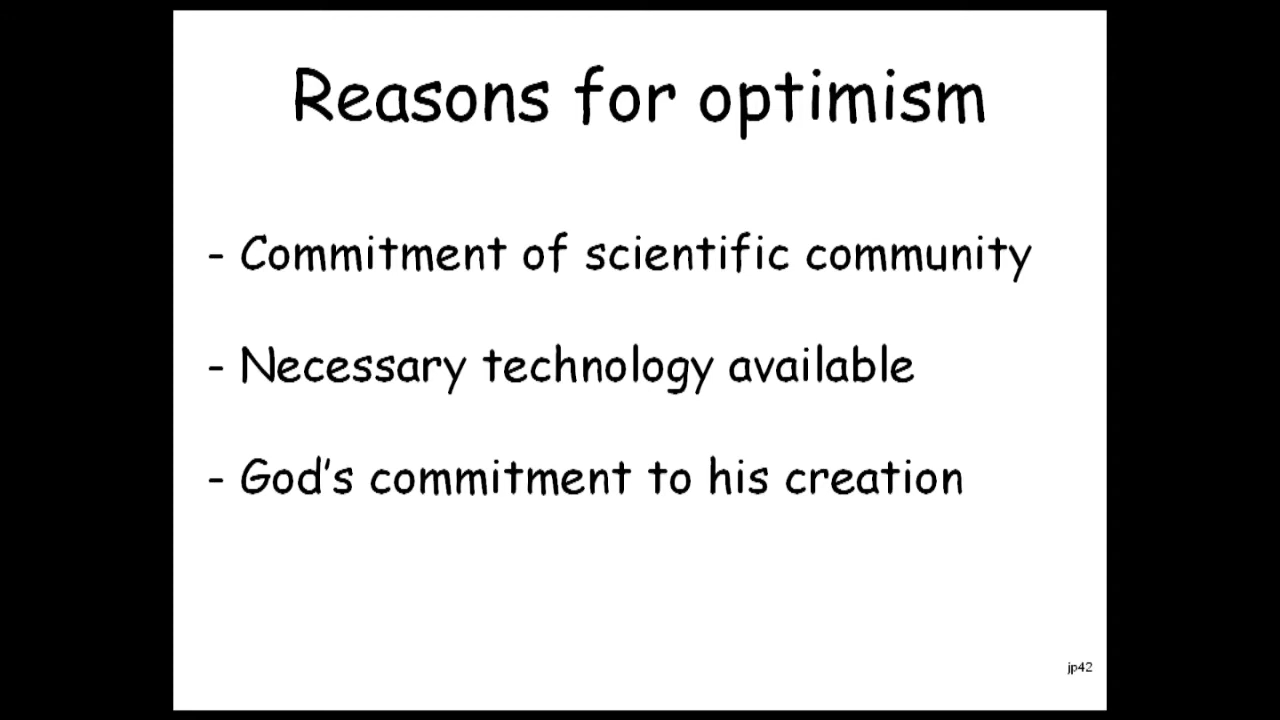 Reasons for optimism
- Commitment of scientific community
- Necessary technology available
- God's commitment to his creation
jp42